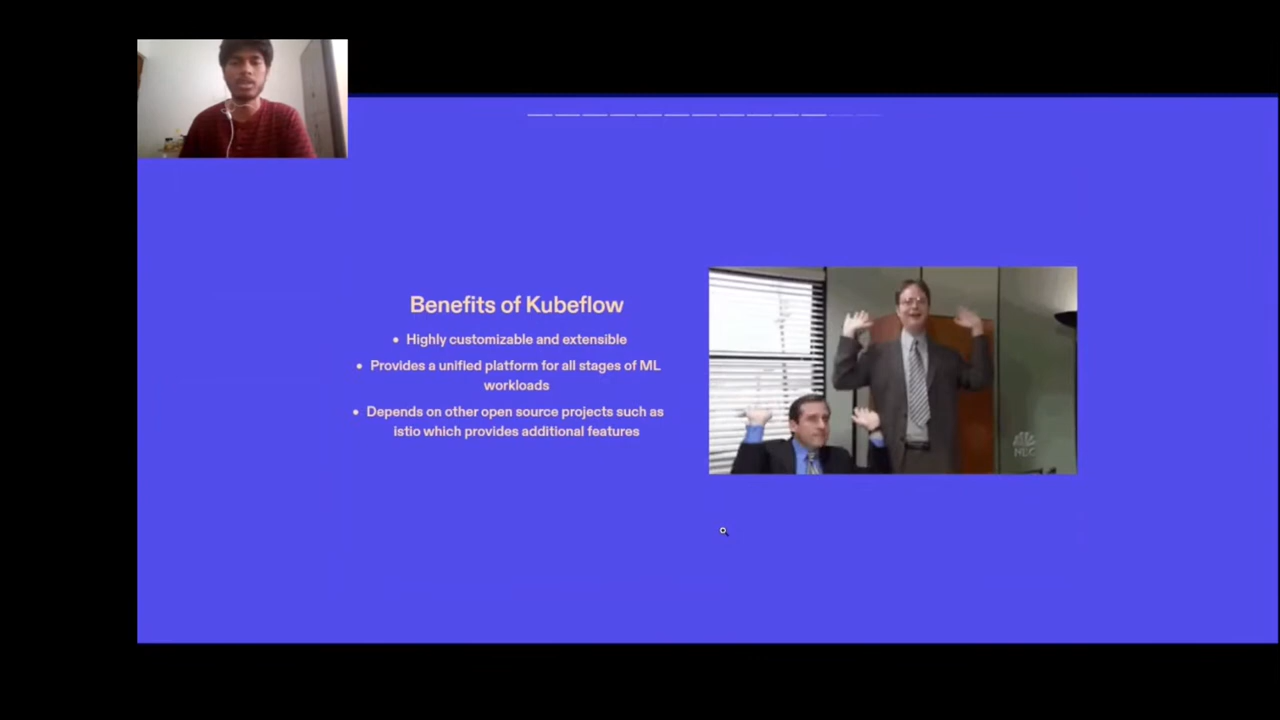 Benefits of Kubeflow
• Highly customizable and extensible
• Provides a unified platform for all stages of ML
workloads
• Depends on other open source projects such as
istio which provides additional features
NBC